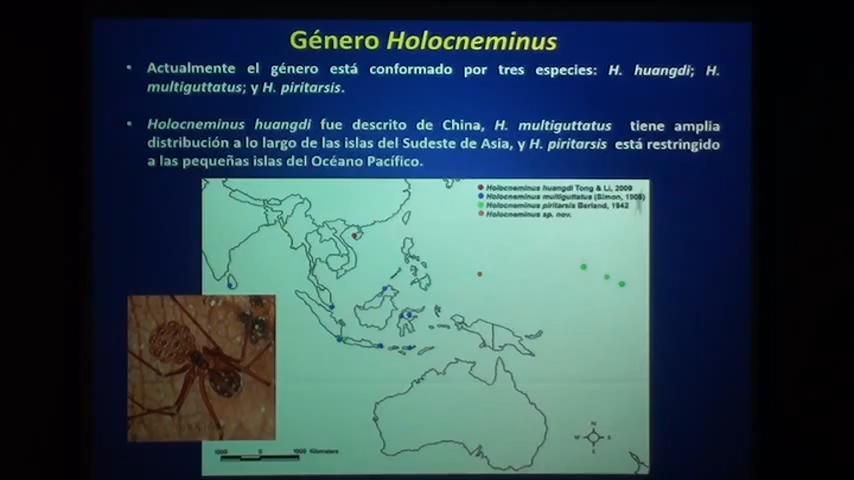 Género Holocneminus
• Actualmente el género está conformado por tres especies: H. huangdi; H.
multiguttatus; y H. piritarsis.
• Holocneminus huangdi fue descrito de China, H. multiguttatus tiene amplia
distribución a lo largo de las islas del Sudeste de Asia, y H. piritarsis está restringido
a las pequeñas islas del Océano Pacífico.
Holocneminus huangdi Tong & Li, 2009
Holocneminus multiguttatus (Simon, 1905)
Holocneminus piritarsis Berland, 1942
Holocneminus sp. nov.
N
W E
S
1000 0 1000 Kilometers